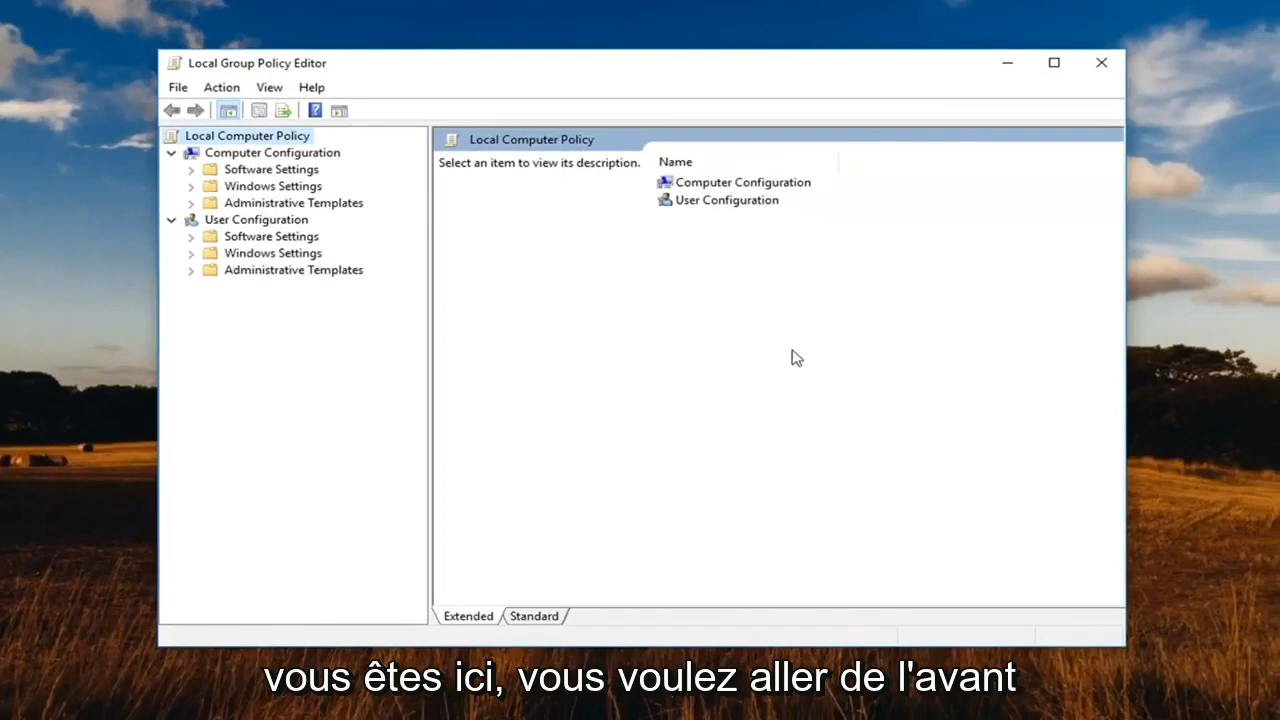 Local Group Policy Editor
File Action View Help
Local Computer Policy
Computer Configuration
Software Settings
Windows Settings
Administrative Templates
User Configuration
Software Settings
Windows Settings
Administrative Templates
Local Computer Policy
Select an item to view its description.
Name
Computer Configuration
User Configuration
Extended Standard
vous êtes ici, vous voulez aller de l'avant